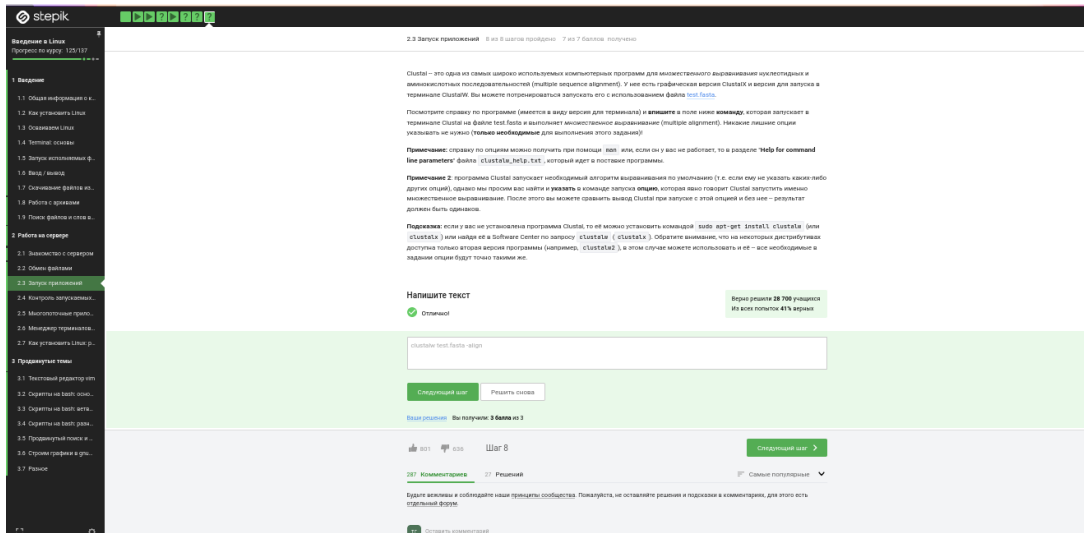 stepik
Введение в Linux
Прогресс по курсу: 125/137
1 Введение
1.1 Общая информация о к...
1.2 Как установить Linux
1.3 Осваиваем Linux
1.4 Terminal: основы
1.5 Запуск исполняемых ф...
1.6 Ввод / вывод
1.7 Скачивание файлов из...
1.8 Работа с архивами
1.9 Поиск файлов и слов в...
2 Работа на сервере
2.1 Знакомство с сервером
2.2 Обмен файлами
2.3 Запуск приложений
2.4 Контроль запускаемых...
2.5 Многопоточные прило...
2.6 Менеджер терминалов...
2.7 Как установить Linux: р...
3 Продвинутые темы
3.1 Текстовый редактор vim
3.2 Скрипты на bash: осно...
3.3 Скрипты на bash: ветв...
3.4 Скрипты на bash: разн...
3.5 Продвинутый поиск и ...
3.6 Строим графики в gnu...
3.7 Разное
2.3 Запуск приложений 8 из 8 шагов пройдено 7 из 7 баллов получено
Clustal – это одна из самых широко используемых компьютерных программ для множественного выравнивания нуклеотидных и
аминокислотных последовательностей (multiple sequence alignment). У нее есть графическая версия ClustalX и версия для запуска в
терминале ClustalW. Вы можете потренироваться запускать его с использованием файла test.fasta.
Посмотрите справку по программе (имеется в виду версия для терминала) и впишите в поле ниже команду, которая запускает в
терминале Clustal на файле test.fasta и выполняет множественное выравнивание (multiple alignment). Никакие лишние опции
указывать не нужно (только необходимые для выполнения этого задания)!
Примечание: справку по опциям можно получить при помощи man или, если он у вас не работает, то в разделе "Help for command
line parameters" файла clustalw_help.txt, который идет в поставке программы.
Примечание 2: программа Clustal запускает необходимый алгоритм выравнивания по умолчанию (т.е. если ему не указать каких-либо
других опций), однако мы просим вас найти и указать в команде запуска опцию, которая явно говорит Clustal запустить именно
множественное выравнивание. После этого вы можете сравнить вывод Clustal при запуске с этой опцией и без нее – результат
должен быть одинаков.
Подсказка: если у вас не установлена программа Clustal, то её можно установить командой sudo apt-get install clustalw (или
clustalx ) или найдя её в Software Center по запросу clustalw ( clustalx ). Обратите внимание, что на некоторых дистрибутивах
доступна только вторая версия программы (например, clustalw2 ), в этом случае можете использовать и её – все необходимые в
задании опции будут точно такими же.
Напишите текст
Отлично!
Верно решили 28 700 учащихся
Из всех попыток 41% верных
clustalw test.fasta -align
Следующий шаг
Решить снова
Ваши решения Вы получили: 3 балла из 3
801 636 Шаг 8
Следующий шаг
287 Комментариев 27 Решений
Самые популярные
Будьте вежливы и соблюдайте наши принципы сообщества. Пожалуйста, не оставляйте решения и подсказки в комментариях, для этого есть
отдельный форум.
Оставить комментарий